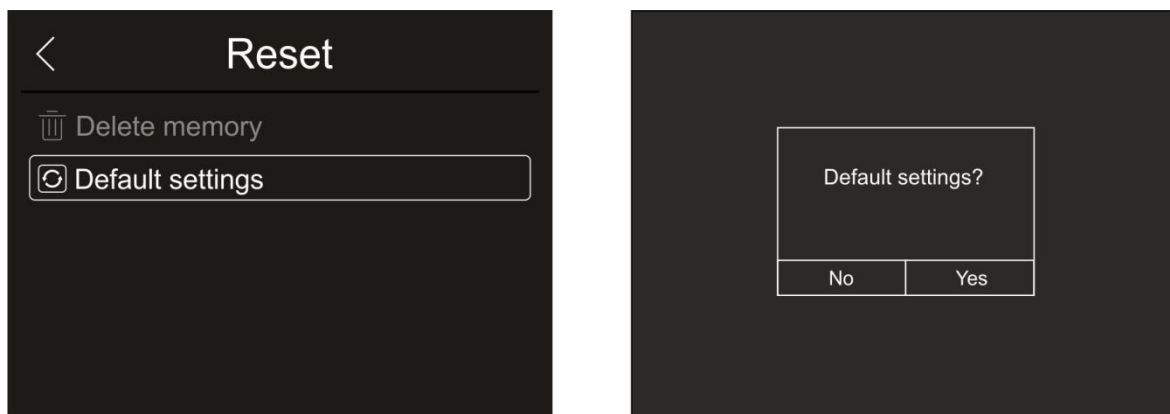 Reset
Delete memory
Default settings
Default settings?
No
Yes